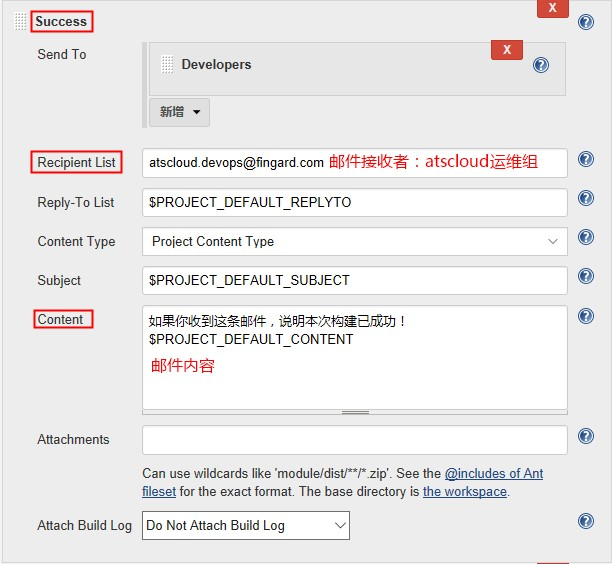 X
Success
Send To
X
Developers
新增
Recipient List
atscloud.devops@fingard.com 邮件接收者：atscloud运维组
Reply-To List
$PROJECT_DEFAULT_REPLYTO
Content Type
Project Content Type
Subject
$PROJECT_DEFAULT_SUBJECT
Content
如果你收到这条邮件，说明本次构建已成功！
$PROJECT_DEFAULT_CONTENT
邮件内容
Attachments
Can use wildcards like 'module/dist/**/*.zip'. See the @includes of Ant
fileset for the exact format. The base directory is the workspace.
Attach Build Log
Do Not Attach Build Log